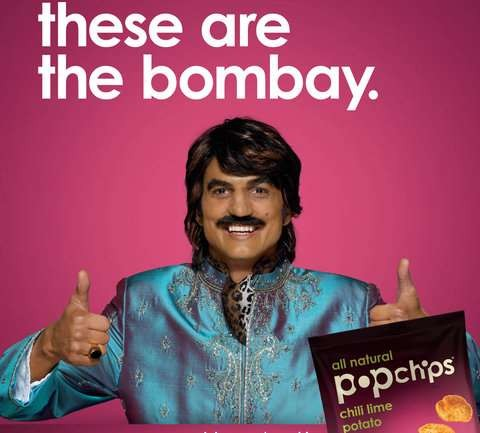 these are
the bombay.
all natural
popchips
chili lime
potato